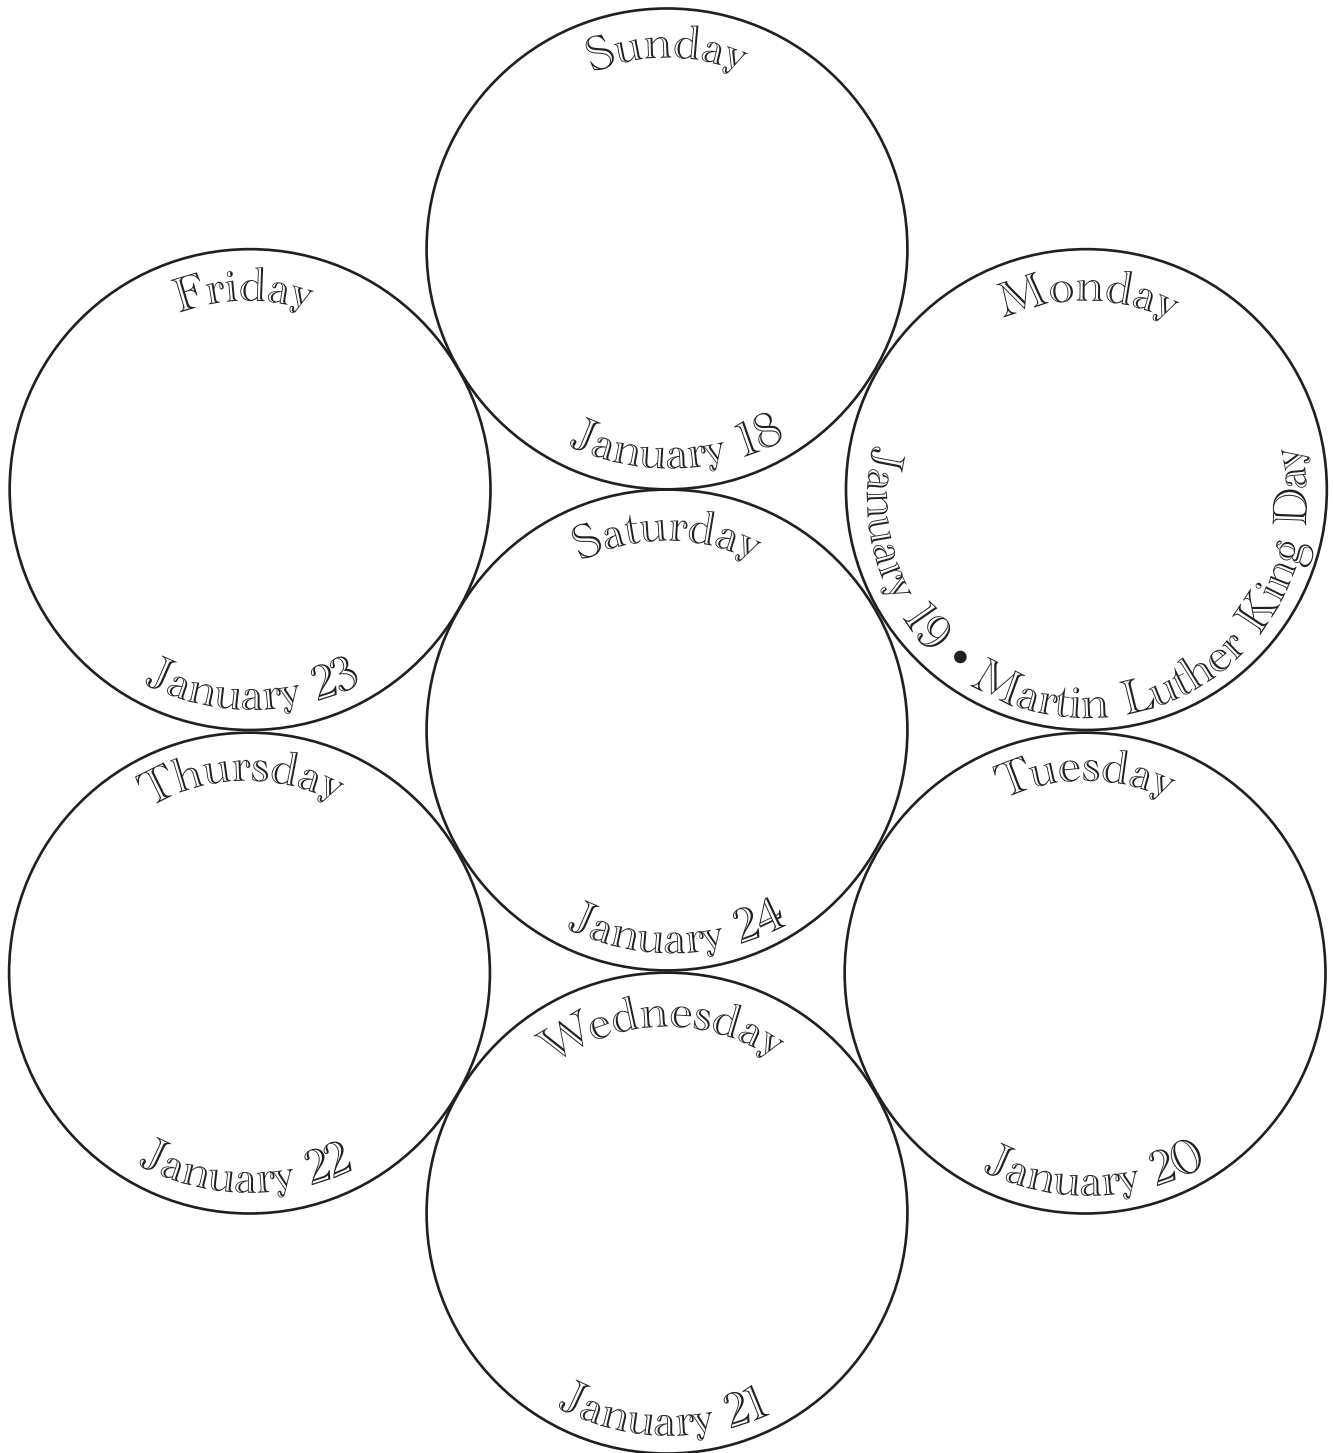 Sunday
January 18
Friday
January 23
Monday
January 19 • Martin Luther King Day
Saturday
January 24
Thursday
January 22
Tuesday
January 20
Wednesday
January 21